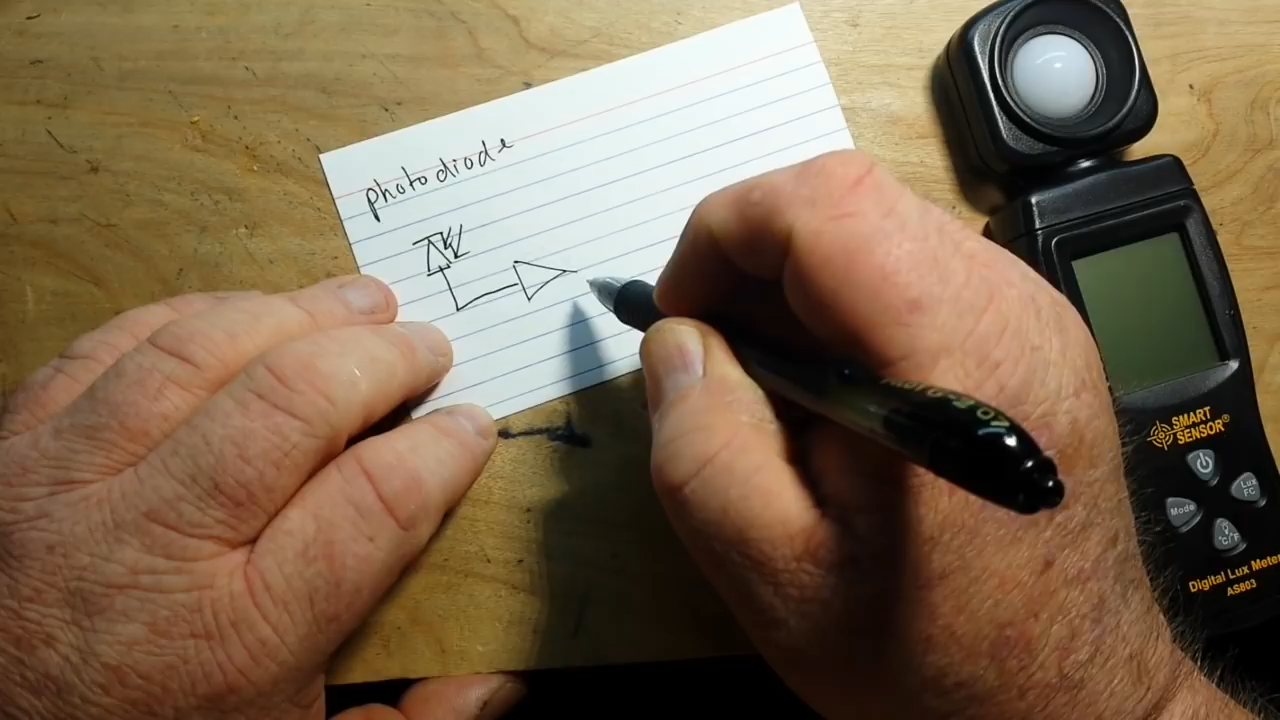 photodiode
SMART
SENSOR®
Lux
FC
Mode
°C/°F
Digital Lux Meter
AS803